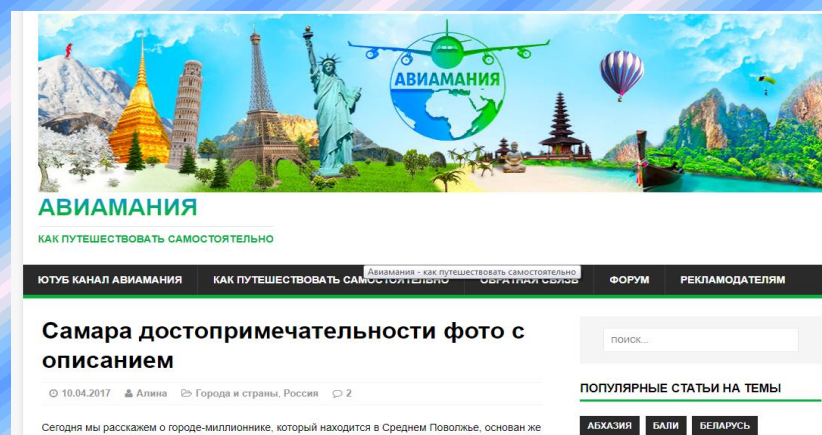 АВИАМАНИЯ
АВИАМАНИЯ
КАК ПУТЕШЕСТВОВАТЬ САМОСТОЯТЕЛЬНО
Авиамания - как путешествовать самостоятельно
ЮТУБ КАНАЛ АВИАМАНИЯ КАК ПУТЕШЕСТВОВАТЬ САМОСТОЯТЕЛЬНО ОБРАТНАЯ СВЯЗЬ ФОРУМ РЕКЛАМОДАТЕЛЯМ
Самара достопримечательности фото с
описанием
10.04.2017 Алина Города и страны, Россия 2
Сегодня мы расскажем о городе-миллионнике, который находится в Среднем Поволжье, основан же
поиск...
ПОПУЛЯРНЫЕ СТАТЬИ НА ТЕМЫ
АБХАЗИЯ БАЛИ БЕЛАРУСЬ